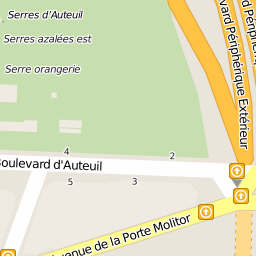 Serres d'Auteuil
Serres azalées est
Serre orangerie
Boulevard Périphérique Extérieur
4
2
Boulevard d'Auteuil
5
3
Avenue de la Porte Molitor